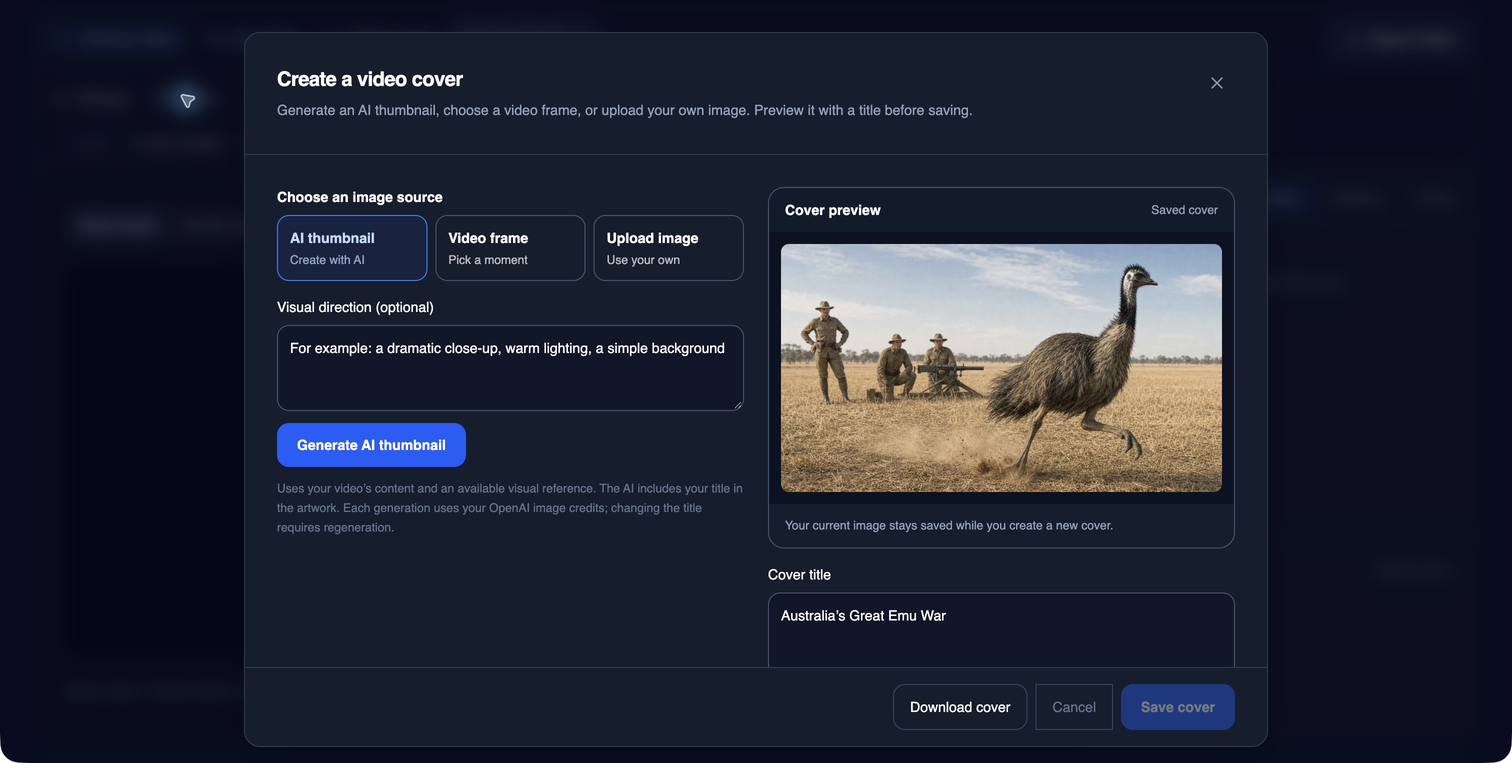 Create a video cover
Generate an AI thumbnail, choose a video frame, or upload your own image. Preview it with a title before saving.
Choose an image source
AI thumbnail
Create with AI
Video frame
Pick a moment
Upload image
Use your own
Visual direction (optional)
For example: a dramatic close-up, warm lighting, a simple background
Generate AI thumbnail
Uses your video’s content and an available visual reference. The AI includes your title in
the artwork. Each generation uses your OpenAI image credits; changing the title
requires regeneration.
Cover preview
Saved cover
Your current image stays saved while you create a new cover.
Cover title
Australia’s Great Emu War
Download cover
Cancel
Save cover